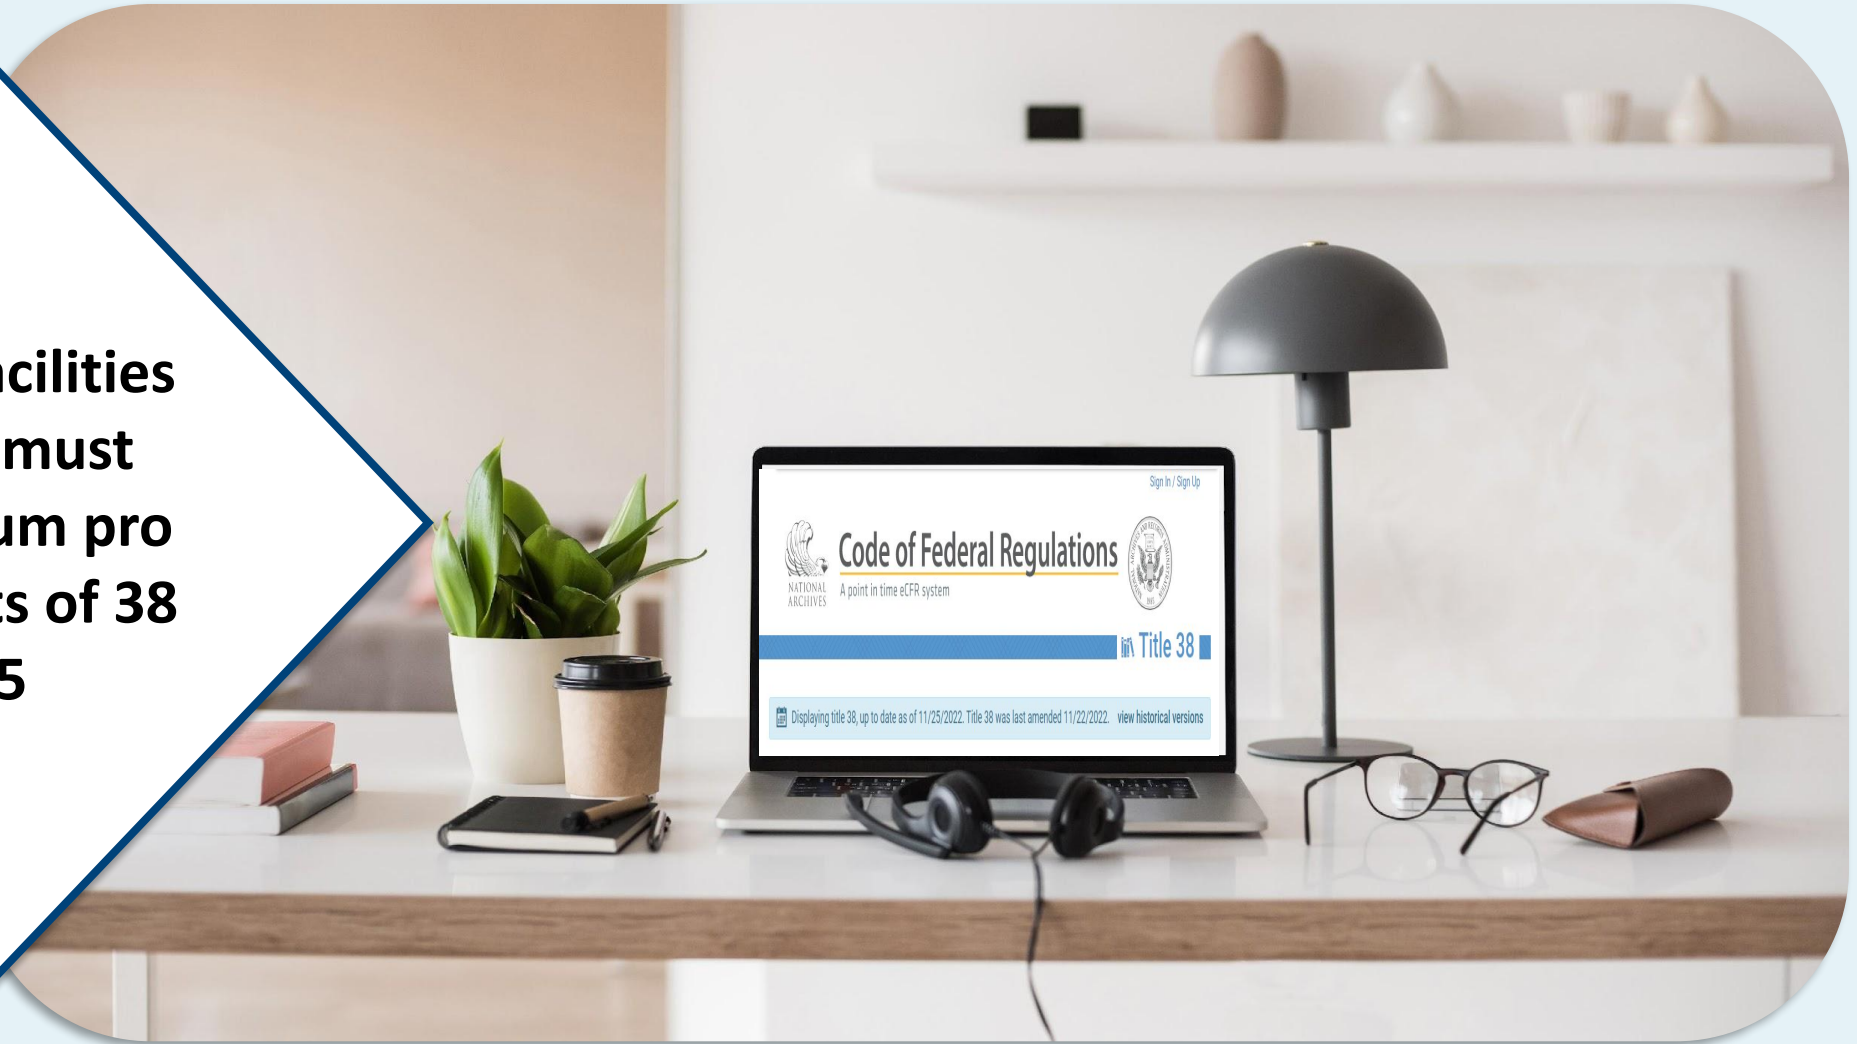 acilities
must
um pro
ts of 38
5
Sign In / Sign Up
Code of Federal Regulations
NATIONAL
ARCHIVES
A point in time eCFR system
Title 38
Displaying title 38, up to date as of 11/25/2022. Title 38 was last amended 11/22/2022. view historical versions